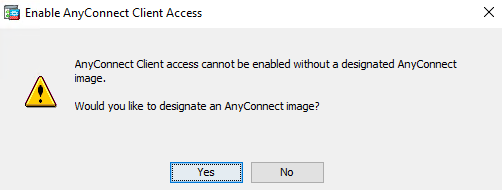 Enable AnyConnect Client Access
AnyConnect Client access cannot be enabled without a designated AnyConnect
image.
Would you like to designate an AnyConnect image?
Yes
No